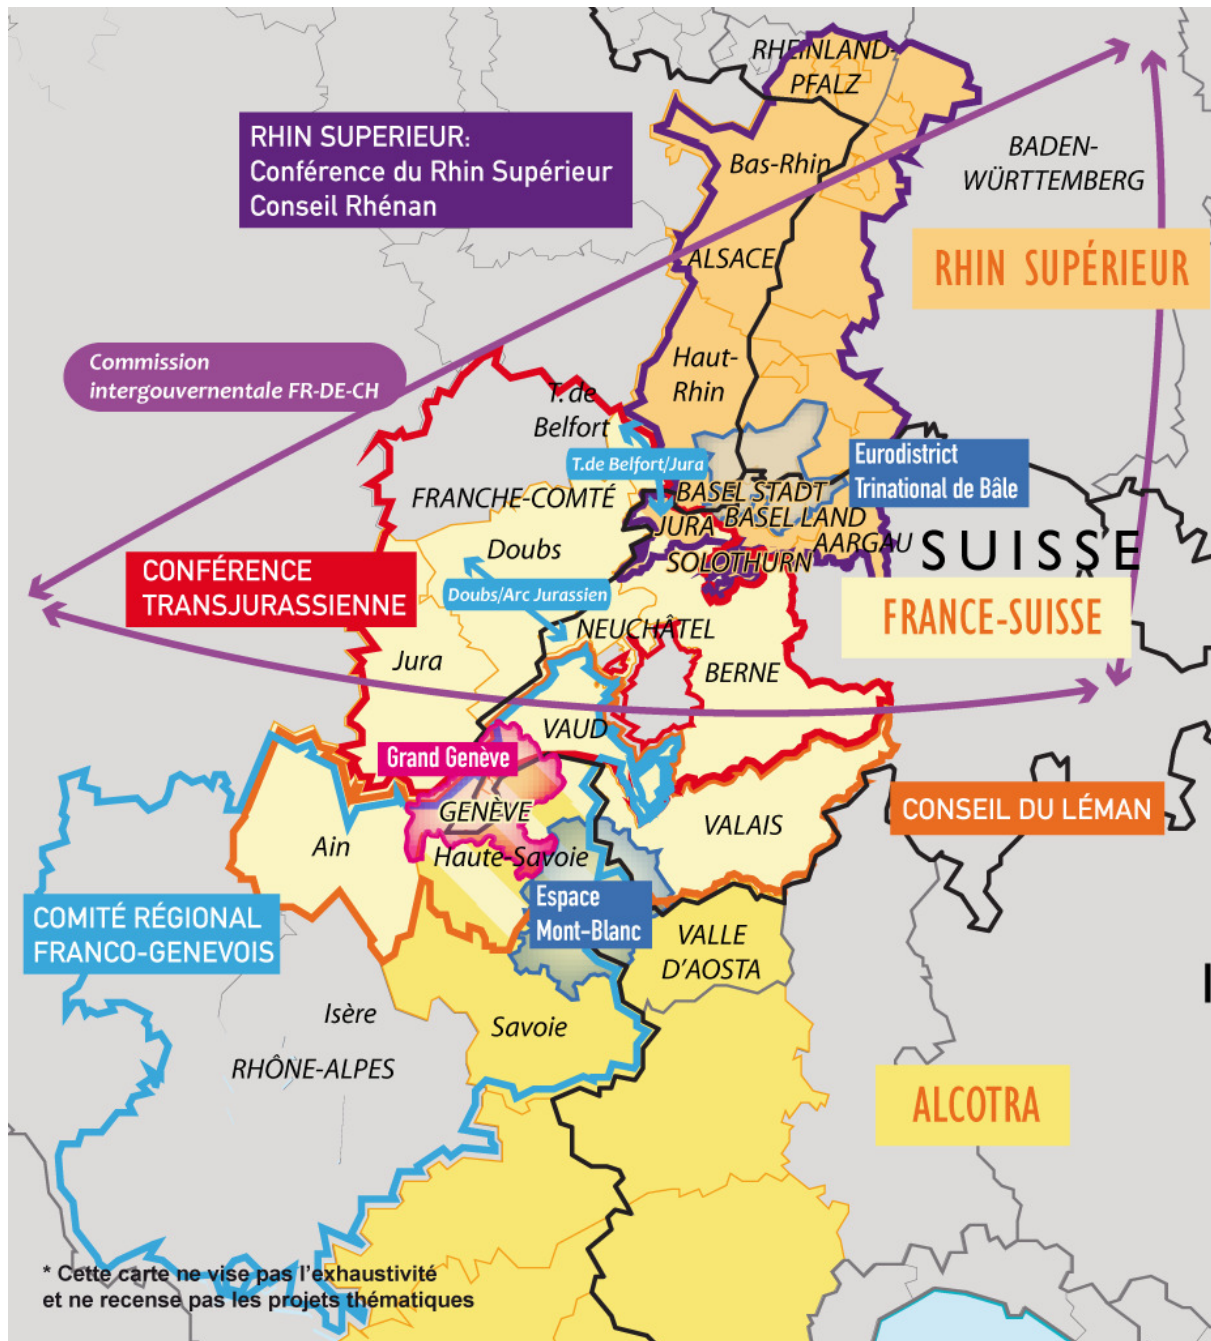 RHEINLAND-
PFALZ
RHIN SUPERIEUR:
Conférence du Rhin Supérieur
Conseil Rhénan
Bas-Rhin
BADEN-
WÜRTTEMBERG
ALSACE
RHIN SUPÉRIEUR
Commission
intergouvernentale FR-DE-CH
Haut-
Rhin
T. de
Belfort
T.de Belfort/Jura
Eurodistrict
Trinational de Bâle
FRANCHE-COMTÉ
BASEL STADT
BASEL LAND
JURA
AARGAU
SUISSE
Doubs
SOLOTHURN
CONFÉRENCE
TRANSJURASSIENNE
Doubs/Arc Jurassien
FRANCE-SUISSE
NEUCHÂTEL
Jura
BERNE
VAUD
Grand Genève
GENÈVE
CONSEIL DU LÉMAN
VALAIS
Ain
Haute-Savoie
COMITÉ RÉGIONAL
FRANCO-GENEVOIS
Espace
Mont-Blanc
VALLE
D'AOSTA
Isère
Savoie
RHÔNE-ALPES
ALCOTRA
* Cette carte ne vise pas l'exhaustivité
et ne recense pas les projets thématiques